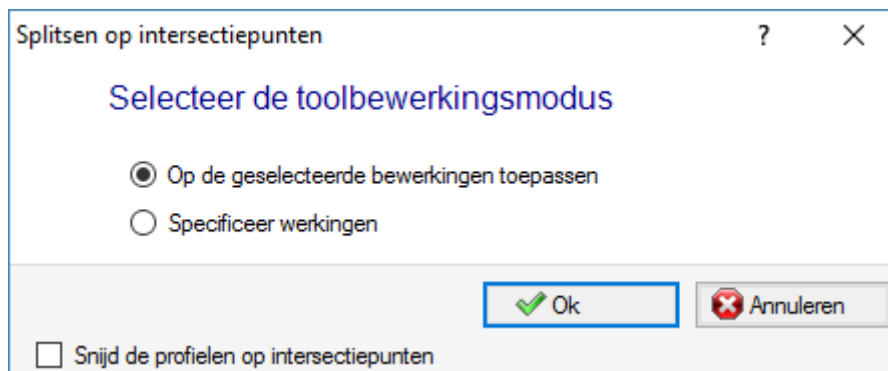 Splitsen op intersectiepunten ?
Selecteer de toolbewerkingsmodus
Op de geselecteerde bewerkingen toepassen
Specificeer werkingen
Ok Annuleren
Snijd de profielen op intersectiepunten